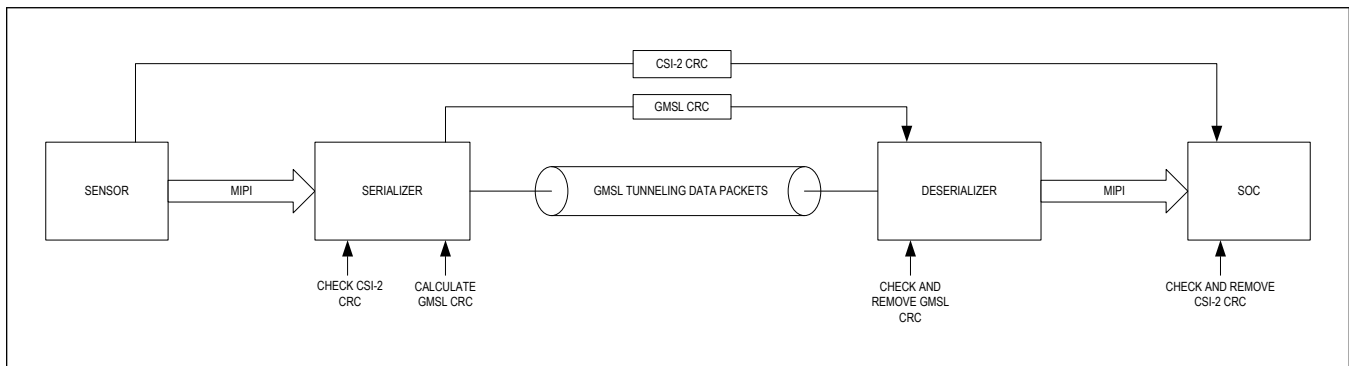 CSI-2 CRC
GMSL CRC
SENSOR
MIPI
SERIALIZER
GMSL TUNNELING DATA PACKETS
DESERIALIZER
MIPI
SOC
CHECK CSI-2
CRC
CALCULATE
GMSL CRC
CHECK AND
REMOVE GMSL
CRC
CHECK AND REMOVE
CSI-2 CRC